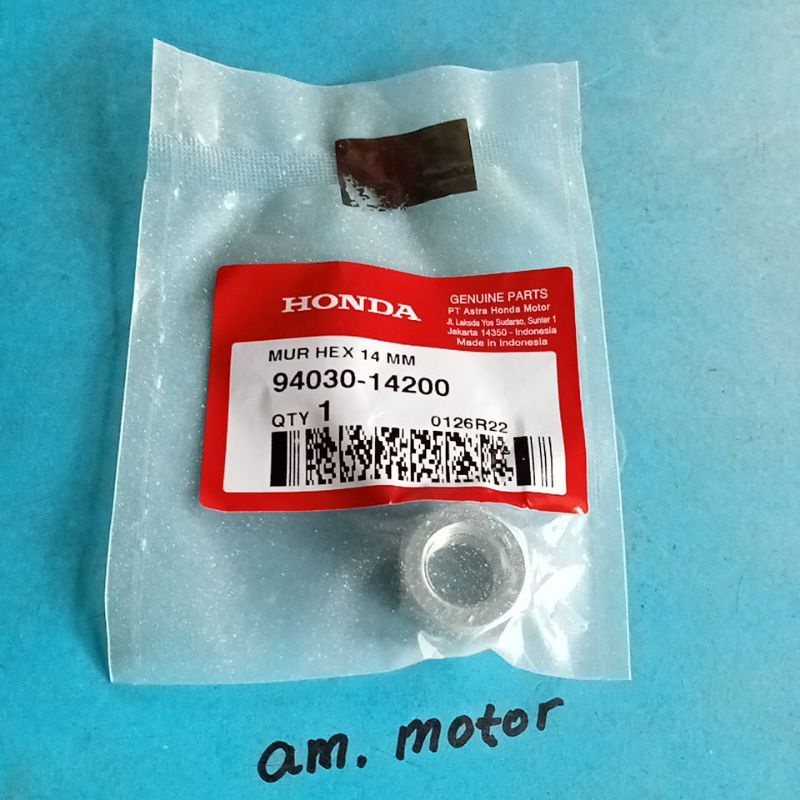 HONDA
GENUINE PARTS
PT Astra Honda Motor
Jl. Laksda Yos Sudarso, Sunter 1
Jakarta 14350 - Indonesia
Made in Indonesia
MUR HEX 14 MM
94030-14200
QTY 1
0126R22
am. motor